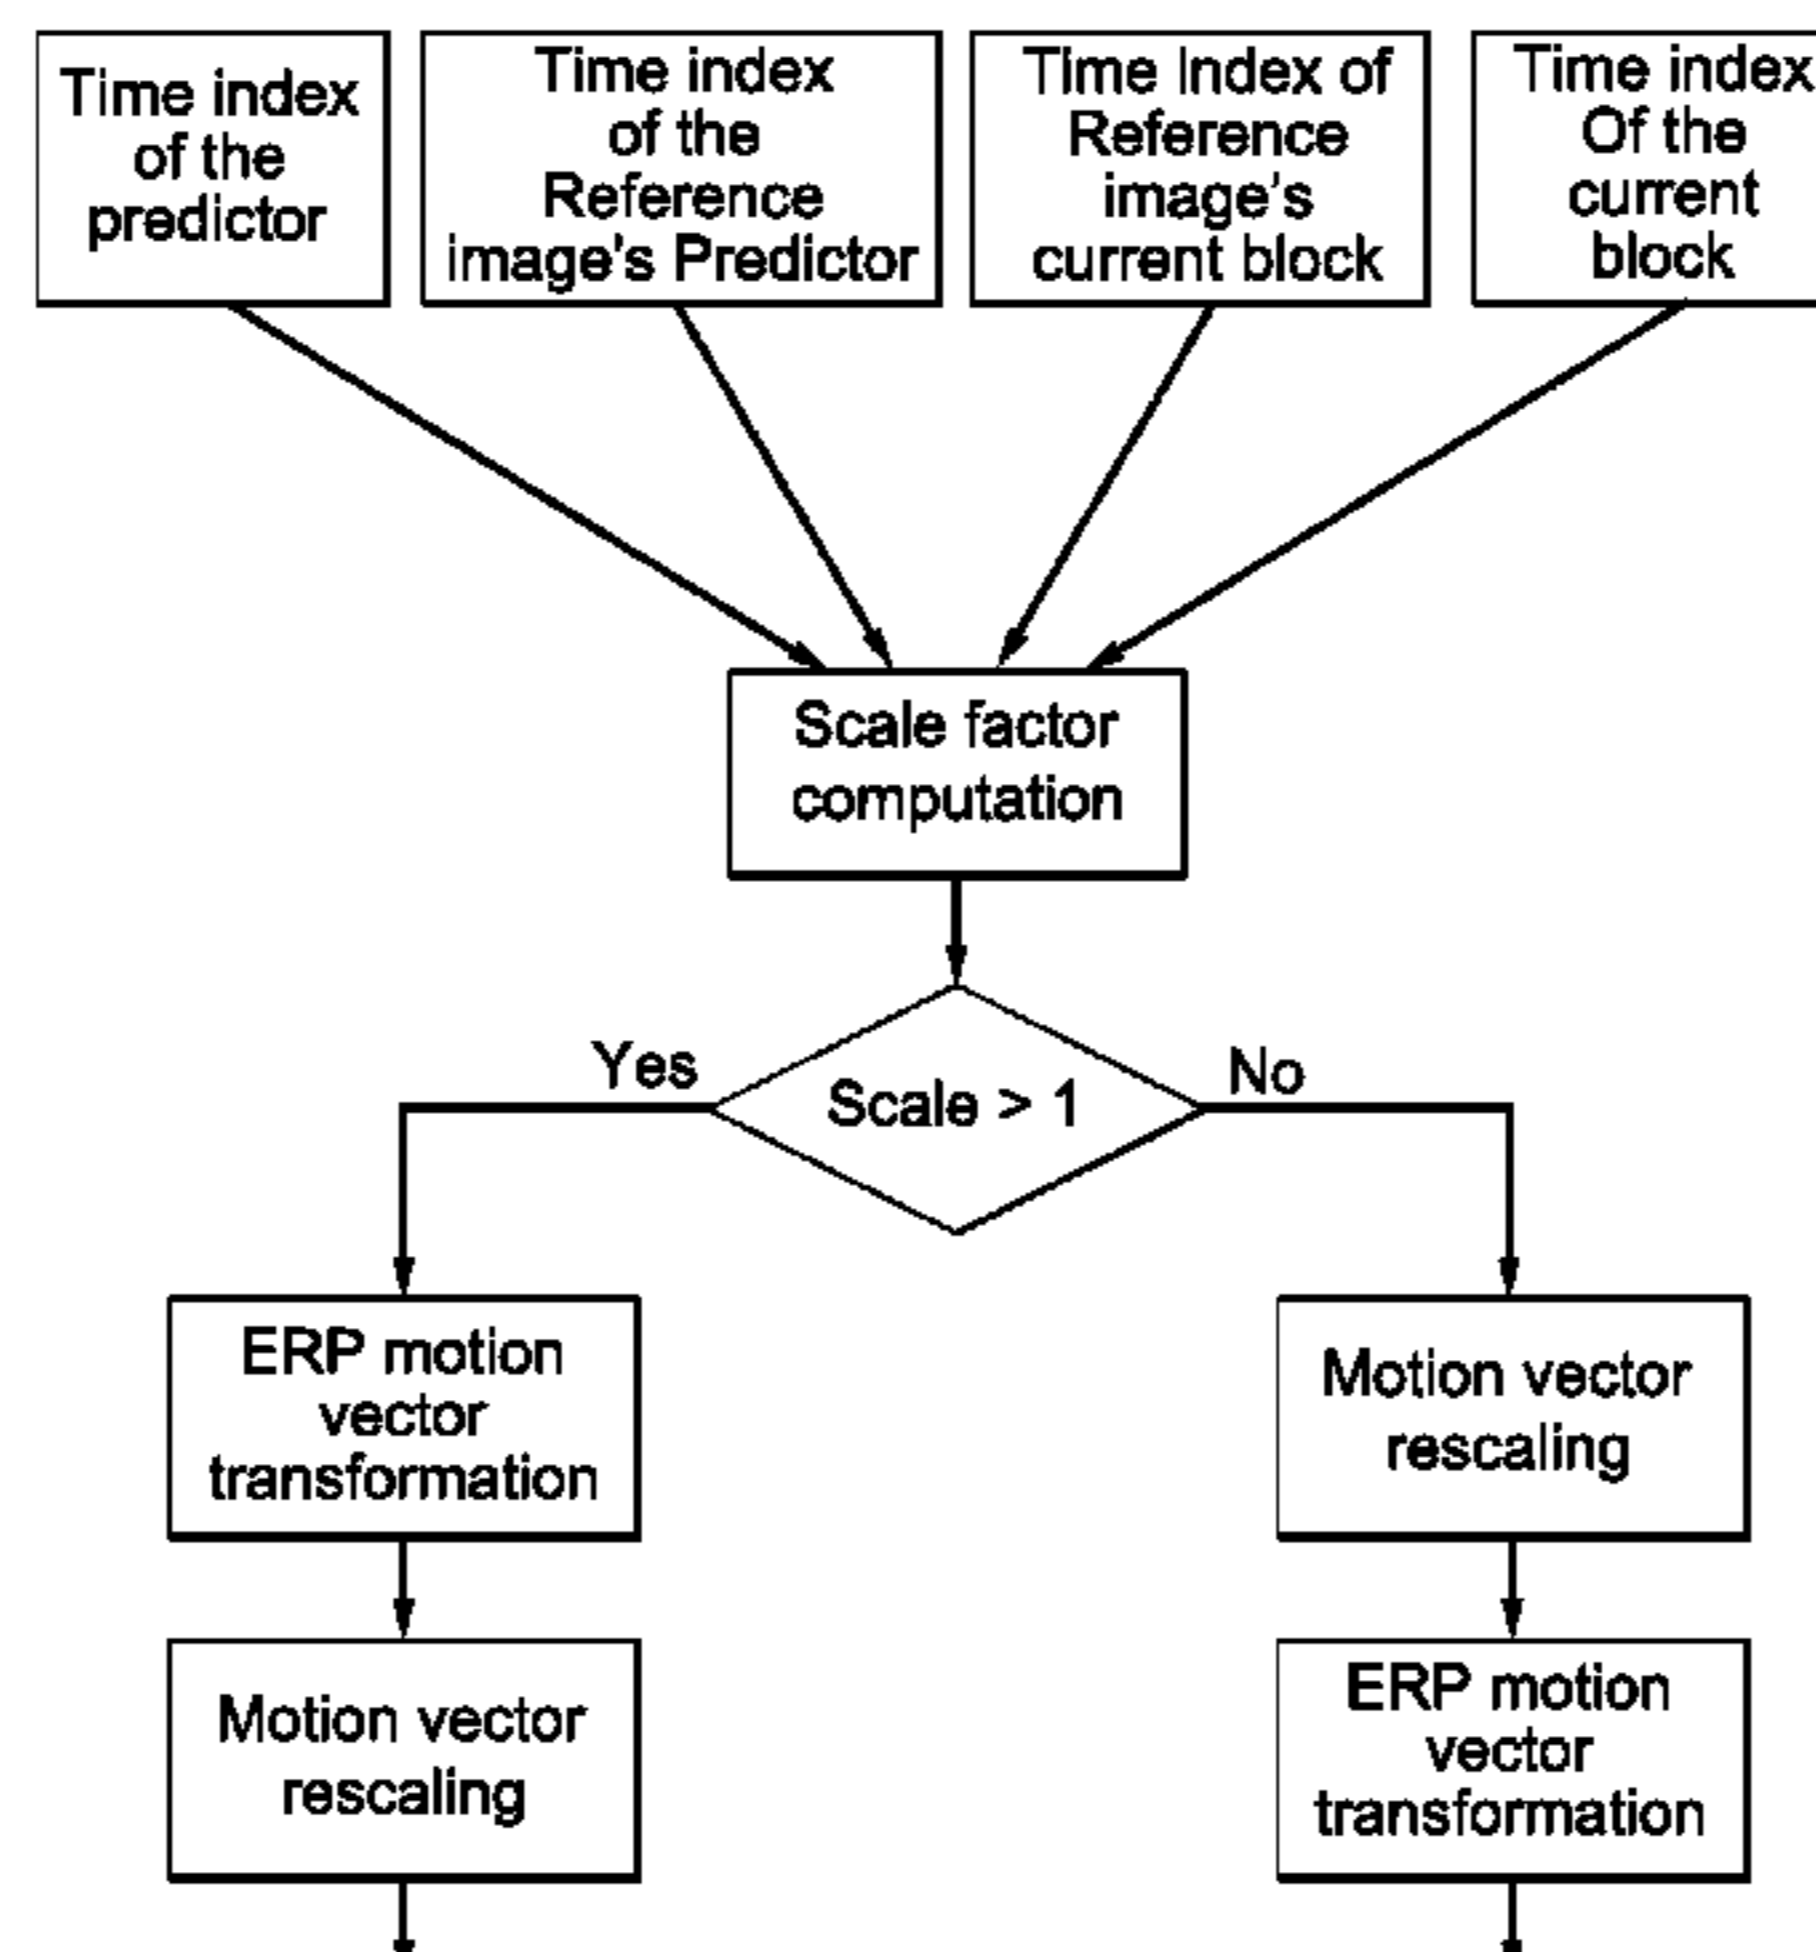 Time index
of the
predictor
Time index
of the
Reference
image's Predictor
Time Index of
Reference
image's
current block
Time index
Of the
current
block
Scale factor
computation
Scale > 1
Yes
No
ERP motion
vector
transformation
Motion vector
rescaling
Motion vector
rescaling
ERP motion
vector
transformation